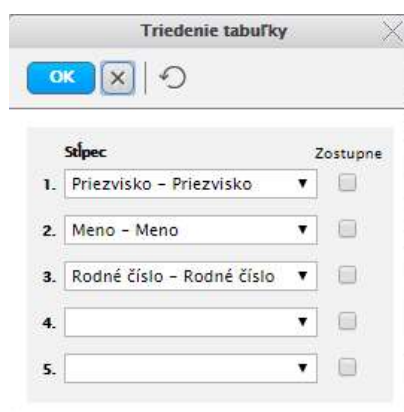 Triedenie tabuľky
OK
Stĺpec Zostupne
1. Priezvisko – Priezvisko
2. Meno – Meno
3. Rodné číslo – Rodné číslo
4.
5.